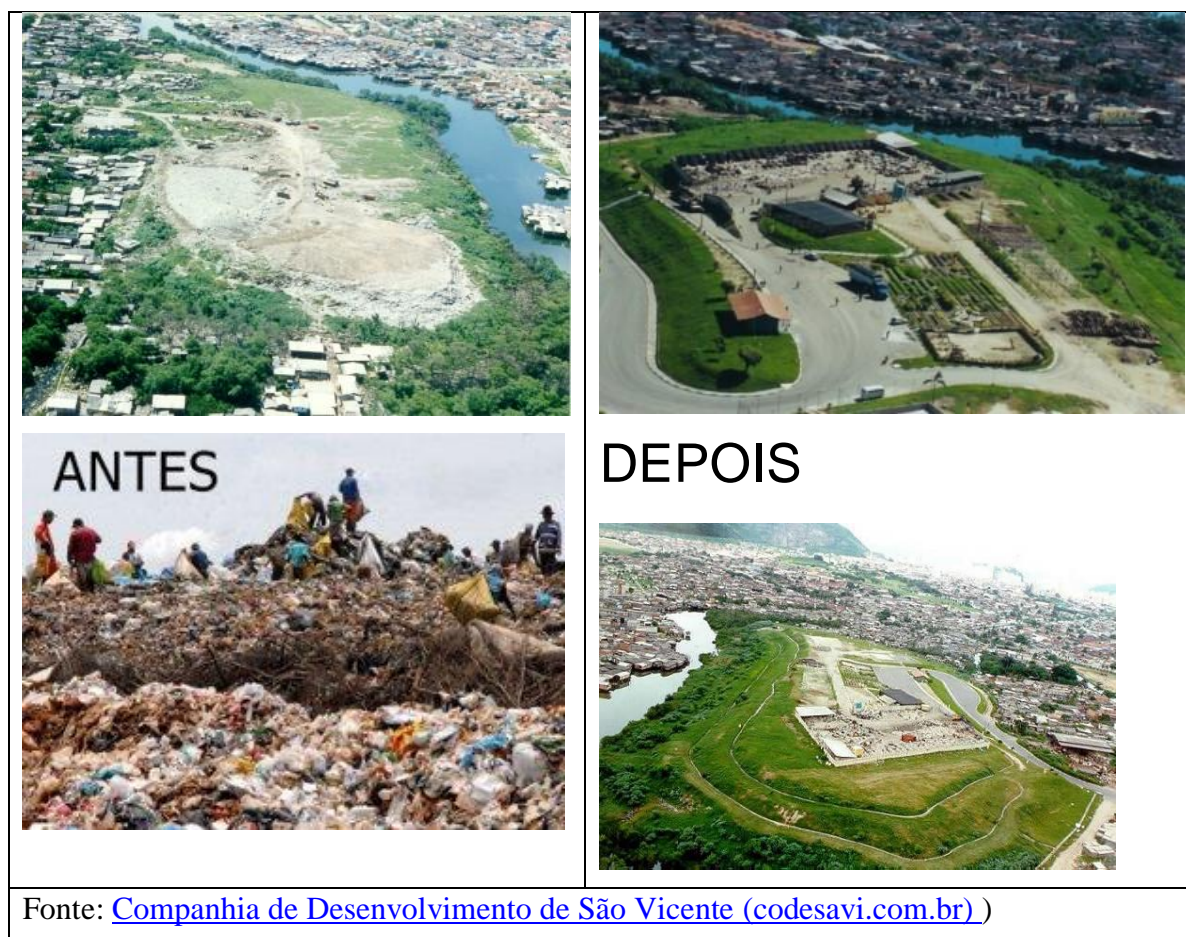 ANTES
DEPOIS
Fonte: Companhia de Desenvolvimento de São Vicente (codesavi.com.br) )